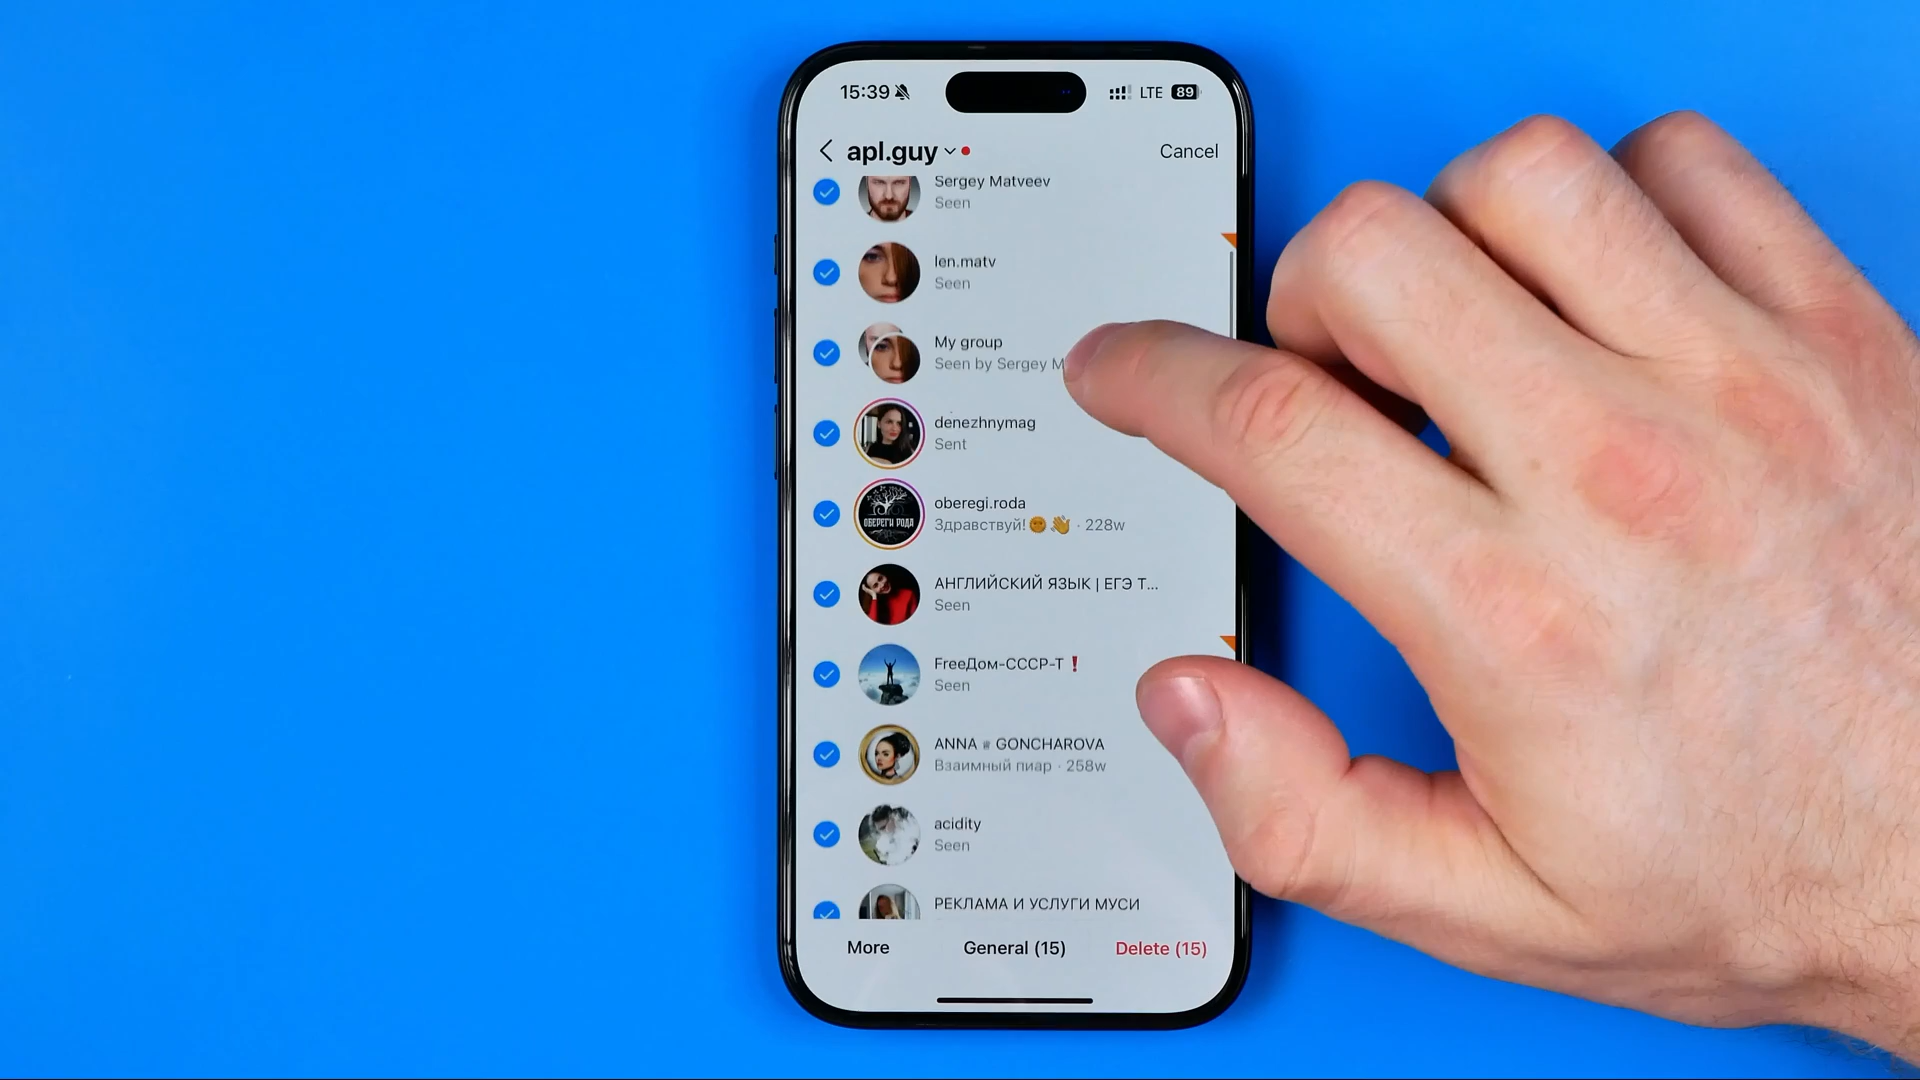 15:39
LTE 89
apl.guy
Cancel
Sergey Matveev
Seen
len.matv
Seen
My group
Seen by Sergey M
denezhnymag
Sent
oberegi.roda
Здравствуй!🌞👋 · 228w
ОБЕРЕГИ РОДА
АНГЛИЙСКИЙ ЯЗЫК | ЕГЭ Т...
Seen
FreeДом-СССР-Т❗
Seen
ANNA ♕ GONCHAROVA
Взаимный пиар · 258w
acidity
Seen
РЕКЛАМА И УСЛУГИ МУСИ
More
General (15)
Delete (15)